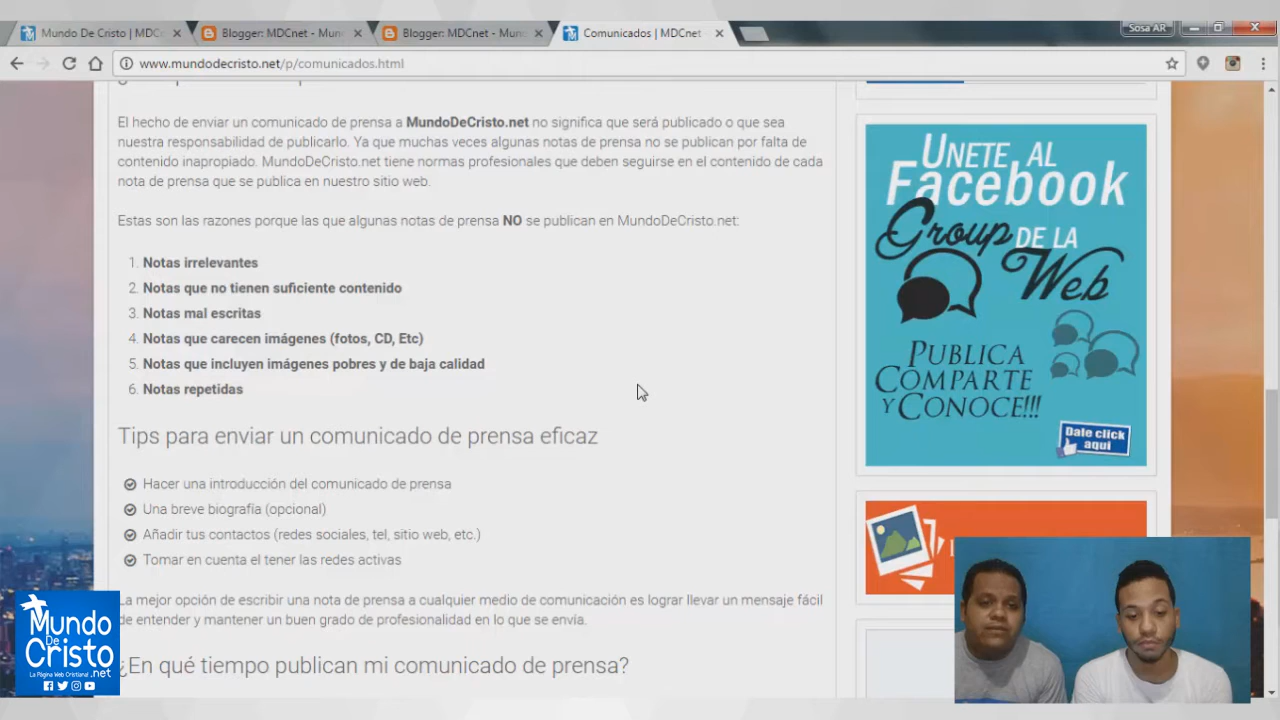 Mundo De Cristo | MDC
Blogger: MDCnet - Mun
Blogger: MDCnet - Mun
Comunicados | MDCnet
Sosa AR
www.mundodecristo.net/p/comunicados.html
El hecho de enviar un comunicado de prensa a MundoDeCristo.net no significa que será publicado o que sea
nuestra responsabilidad de publicarlo. Ya que muchas veces algunas notas de prensa no se publican por falta de
contenido inapropiado. MundoDeCristo.net tiene normas profesionales que deben seguirse en el contenido de cada
nota de prensa que se publica en nuestro sitio web.
Estas son las razones porque las que algunas notas de prensa NO se publican en MundoDeCristo.net:
1. Notas irrelevantes
2. Notas que no tienen suficiente contenido
3. Notas mal escritas
4. Notas que carecen imágenes (fotos, CD, Etc)
5. Notas que incluyen imágenes pobres y de baja calidad
6. Notas repetidas
Tips para enviar un comunicado de prensa eficaz
Hacer una introducción del comunicado de prensa
Una breve biografía (opcional)
Añadir tus contactos (redes sociales, tel, sitio web, etc.)
Tomar en cuenta el tener las redes activas
La mejor opción de escribir una nota de prensa a cualquier medio de comunicación es lograr llevar un mensaje fácil
de entender y mantener un buen grado de profesionalidad en lo que se envía.
¿En qué tiempo publican mi comunicado de prensa?
UNETE AL
Facebook
Group DE LA
Web
PUBLICA
COMPARTE
Y CONOCE!!!
Dale click
aqui
Mundo
De
Cristo
.net
La Página Web Cristiana